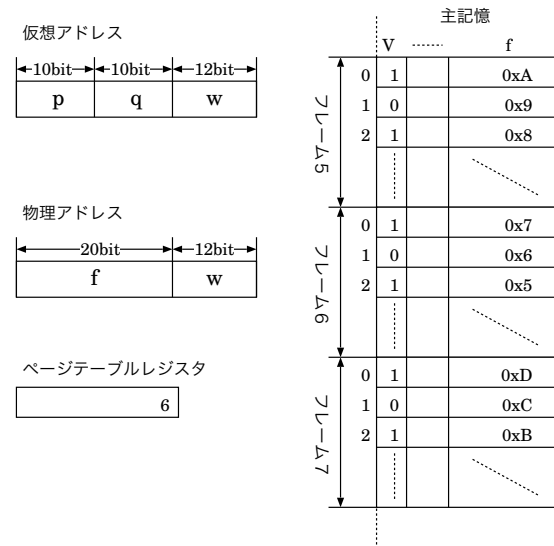 仮想アドレス
10bit 10bit 12bit
p q w
物理アドレス
20bit 12bit
f w
ページテーブルレジスタ
6
主記憶
V ······ f
フレーム5
0 1 0xA
1 0 0x9
2 1 0x8
フレーム6
0 1 0x7
1 0 0x6
2 1 0x5
フレーム7
0 1 0xD
1 0 0xC
2 1 0xB